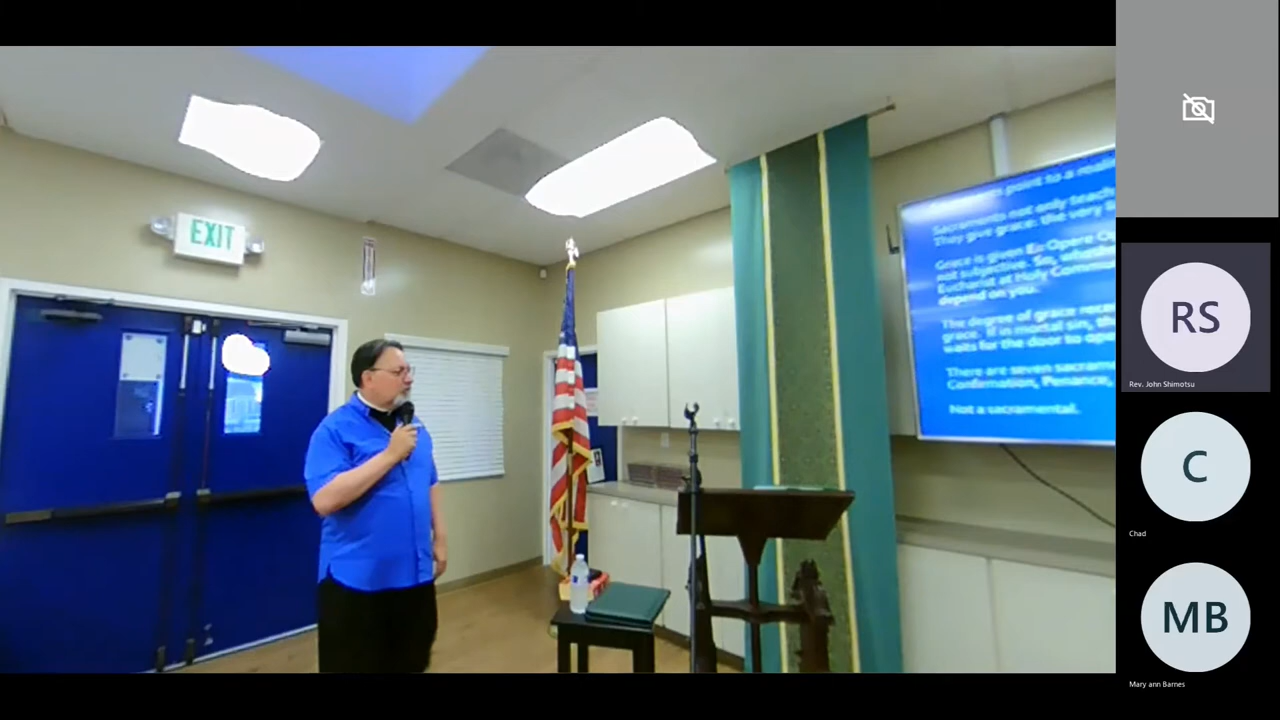 EXIT
point to a reali
Sacraments not only teach
They give grace: the very li
Grace is given Ex Opere O
not subjective. So, whethe
Eucharist at Holy Commu
depend on you.
The degree of grace rece
grace. If in mortal sin, th
waits for the door to ope
There are seven sacram
Confirmation, Penance,
Not a sacramental.
RS
Rev. John Shimotsu
C
Chad
MB
Mary ann Barnes